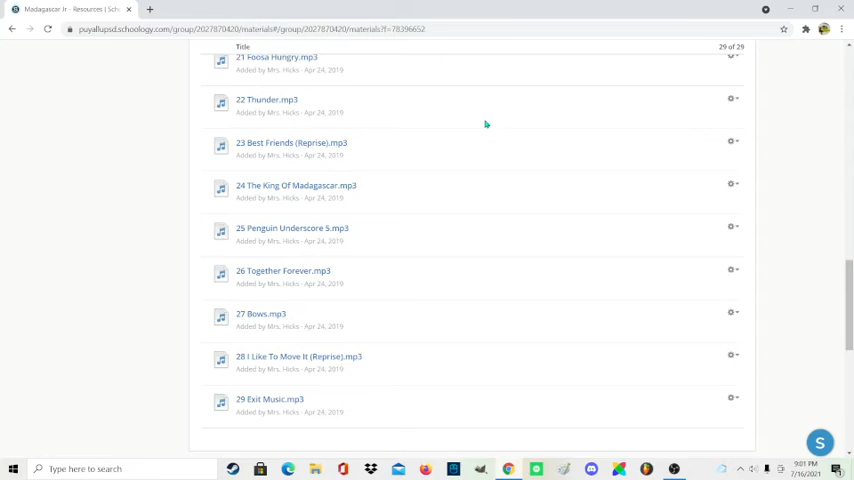 Madagascar Jr - Resources | Scho
puyallupsd.schoology.com/group/2027870420/materials#/group/2027870420/materials?f=78396652
Title
29 of 29
21 Foosa Hungry.mp3
Added by Mrs. Hicks · Apr 24, 2019
22 Thunder.mp3
Added by Mrs. Hicks · Apr 24, 2019
23 Best Friends (Reprise).mp3
Added by Mrs. Hicks · Apr 24, 2019
24 The King Of Madagascar.mp3
Added by Mrs. Hicks · Apr 24, 2019
25 Penguin Underscore 5.mp3
Added by Mrs. Hicks · Apr 24, 2019
26 Together Forever.mp3
Added by Mrs. Hicks · Apr 24, 2019
27 Bows.mp3
Added by Mrs. Hicks · Apr 24, 2019
28 I Like To Move It (Reprise).mp3
Added by Mrs. Hicks · Apr 24, 2019
29 Exit Music.mp3
Added by Mrs. Hicks · Apr 24, 2019
S
Type here to search
9:01 PM
7/16/2021